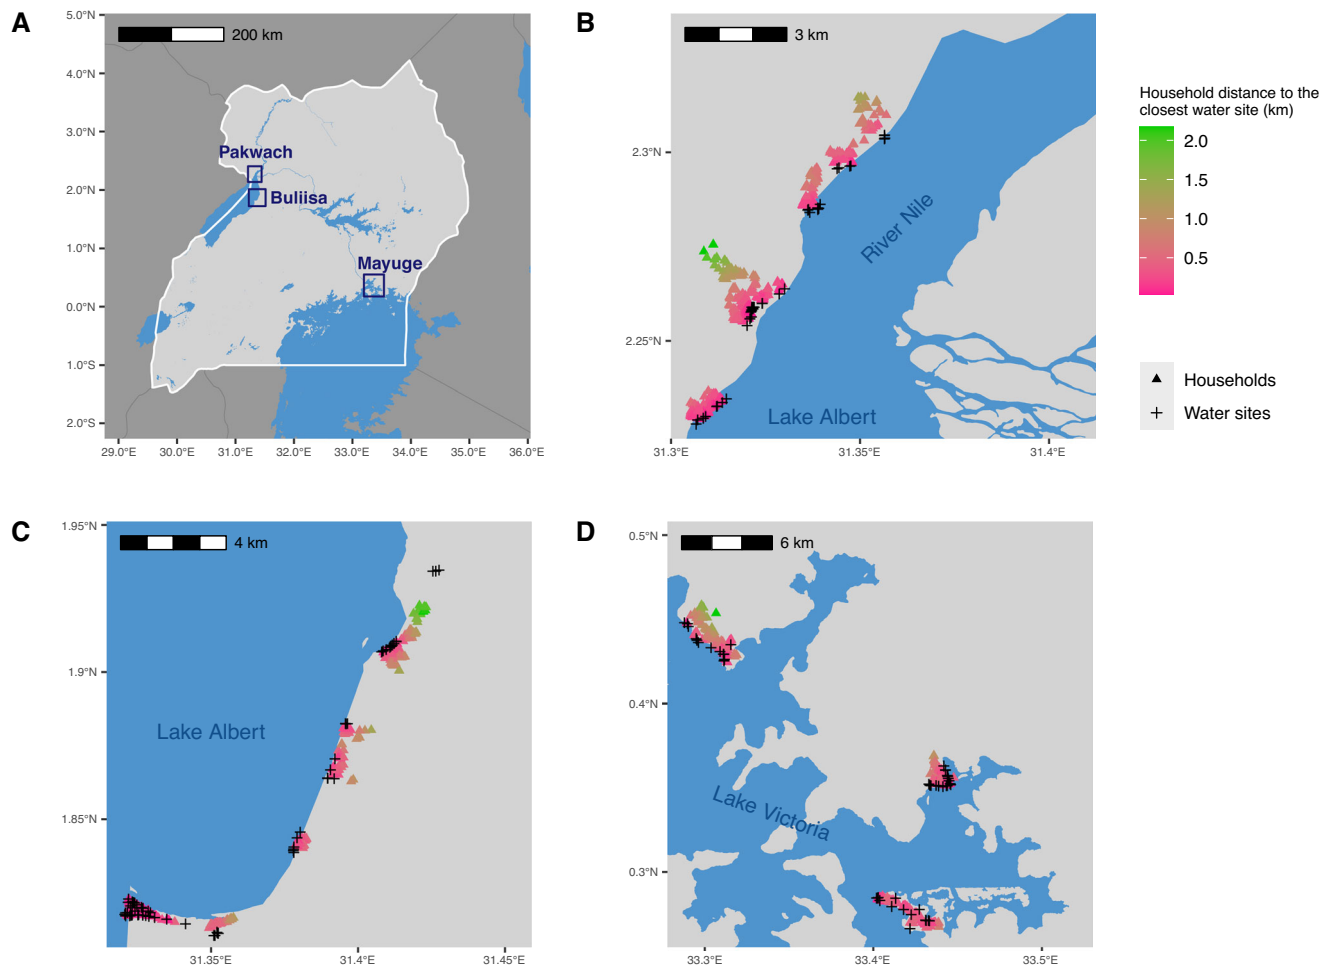 A
5.0°N
4.0°N
3.0°N
2.0°N
1.0°N
0.0°N
1.0°S
2.0°S
200 km
Pakwach
Buliisa
Mayuge
29.0°E 30.0°E 31.0°E 32.0°E 33.0°E 34.0°E 35.0°E 36.0°E
B
3 km
2.3°N
2.25°N
River Nile
Lake Albert
31.3°E 31.35°E 31.4°E
Household distance to the
closest water site (km)
2.0
1.5
1.0
0.5
Households
Water sites
C
1.95°N
1.9°N
1.85°N
4 km
Lake Albert
31.35°E 31.4°E 31.45°E
D
0.5°N
0.4°N
0.3°N
6 km
Lake Victoria
33.3°E 33.4°E 33.5°E